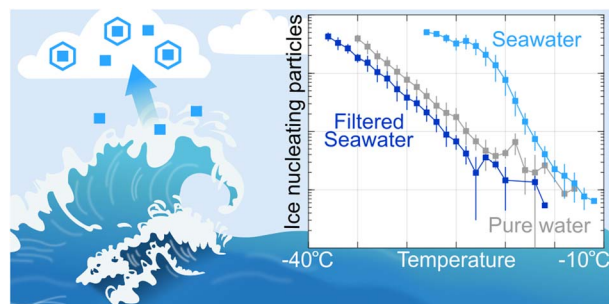 Ice nucleating particles
Seawater
Filtered
Seawater
Pure water
-40°C
Temperature
-10°C